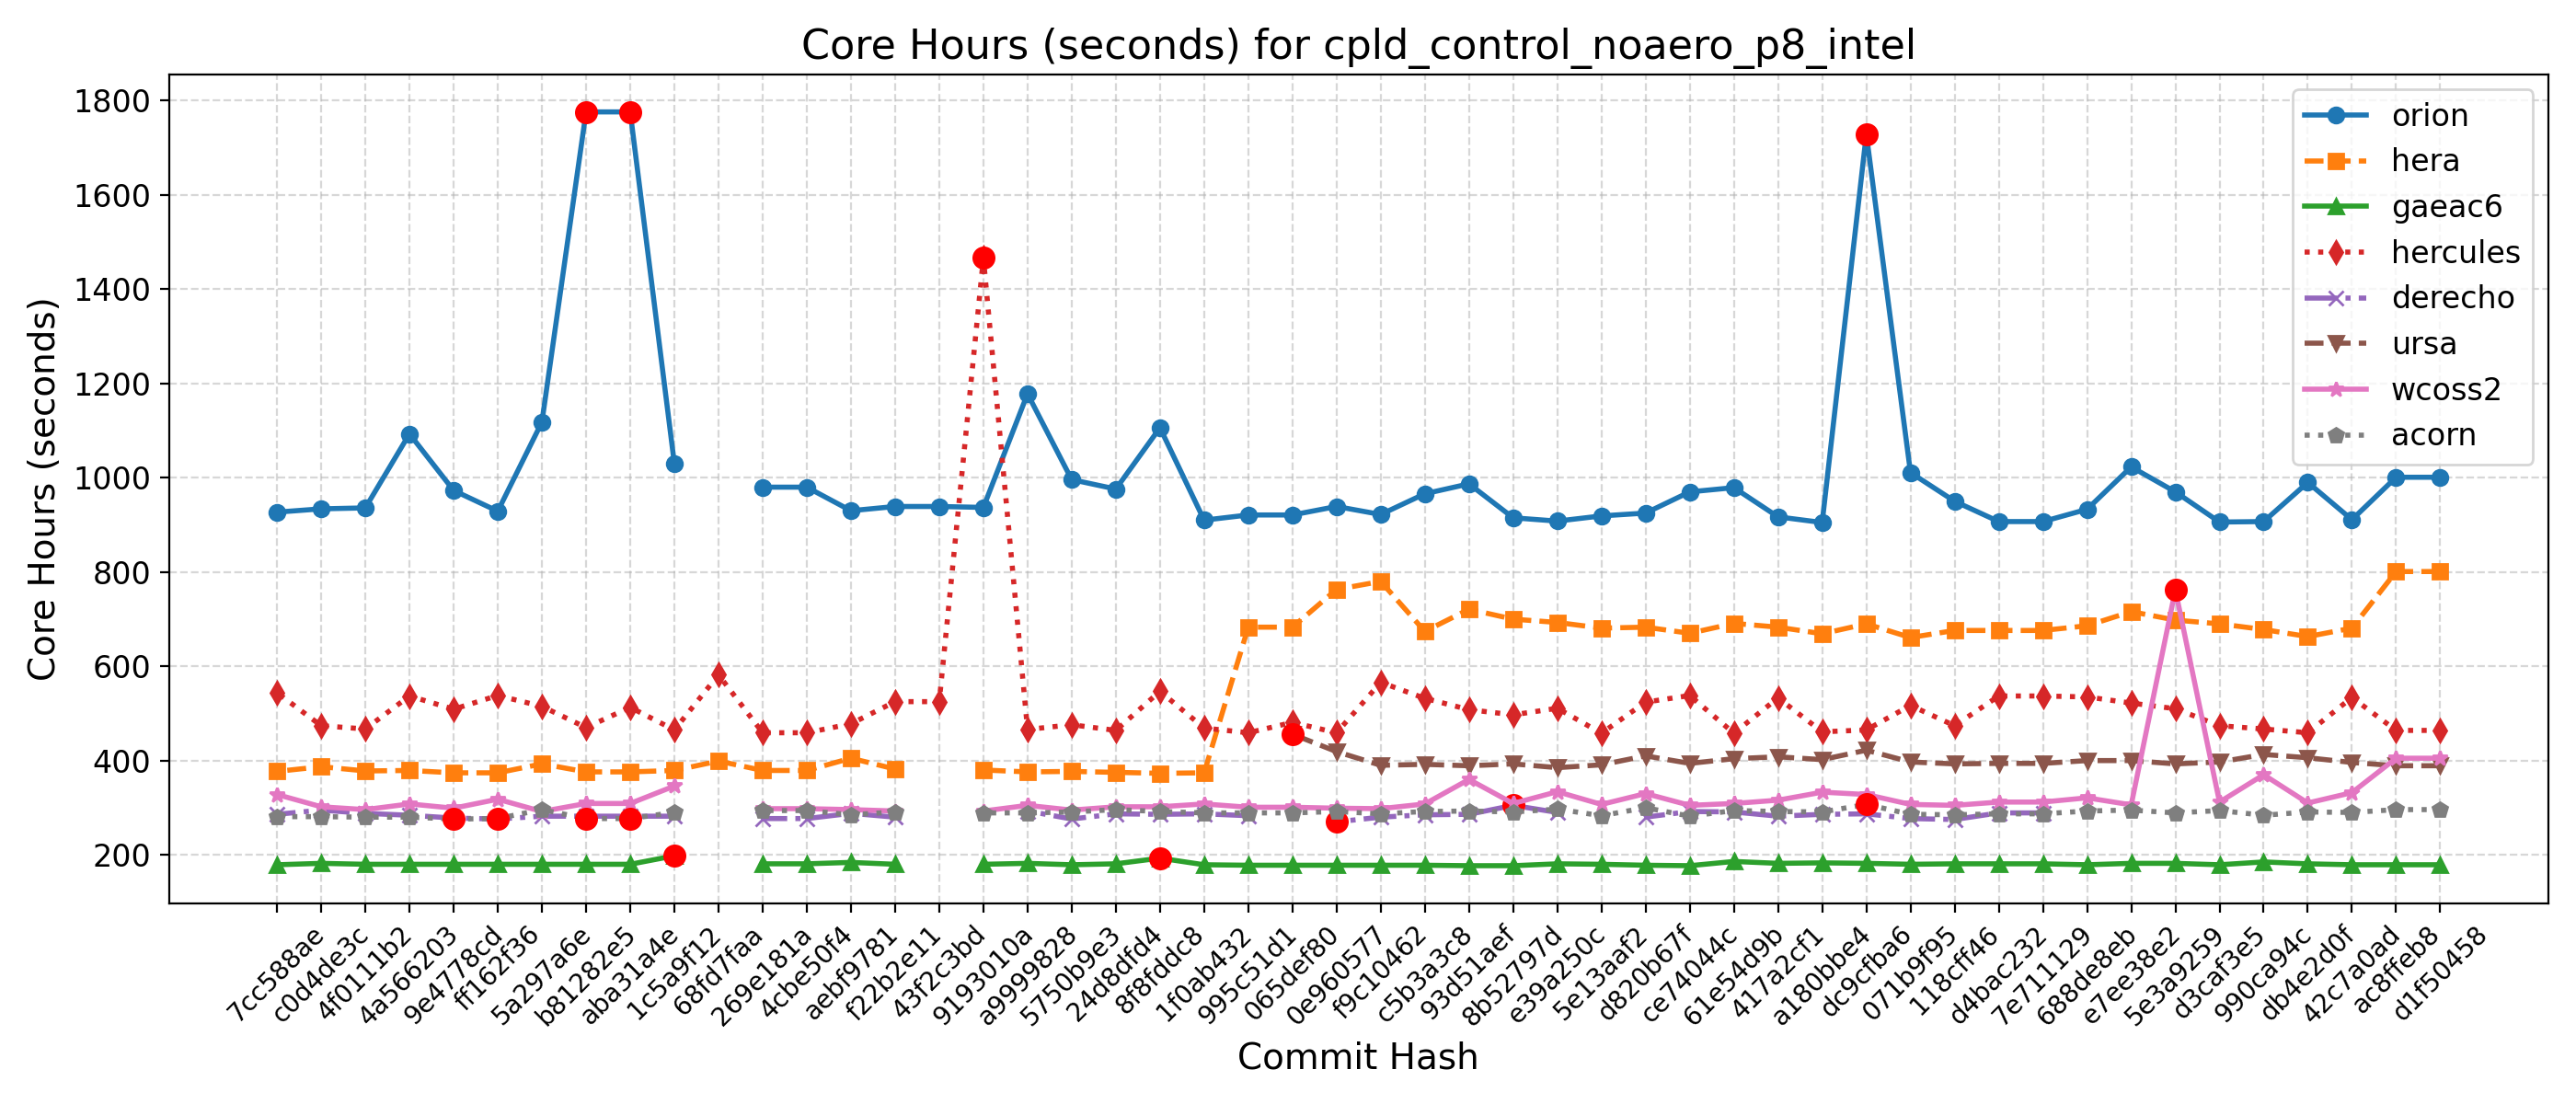 Core Hours (seconds) for cpld_control_noaero_p8_intel
Core Hours (seconds)
1800
1600
1400
1200
1000
800
600
400
200
orion
hera
gaeac6
hercules
derecho
ursa
wcoss2
acorn
7cc588ae
c0d4de3c
4f0111b2
4a566203
9e4778cd
ff162f36
5a297a6e
b81282e5
aba31a4e
1c5a9f12
68fd7faa
269e181a
4cbe50f4
aebf9781
f22b2e11
43f2c3bd
9193010a
a9999828
5750b9e3
24d8dfd4
8f8fddc8
1f0ab432
995c51d1
065def80
0e960577
f9c10462
c5b3a3c8
93d51aef
8b52797d
e39a250c
5e13aaf2
d820b67f
ce74044c
61e54d9b
417a2cf1
a180bbe4
dc9cfba6
071b9f95
118cff46
d4bac232
7e711129
688de8eb
e7ee38e2
5e3a9259
d3caf3e5
990ca94c
db4e2d0f
42c7a0ad
ac8ffeb8
d1f50458
Commit Hash